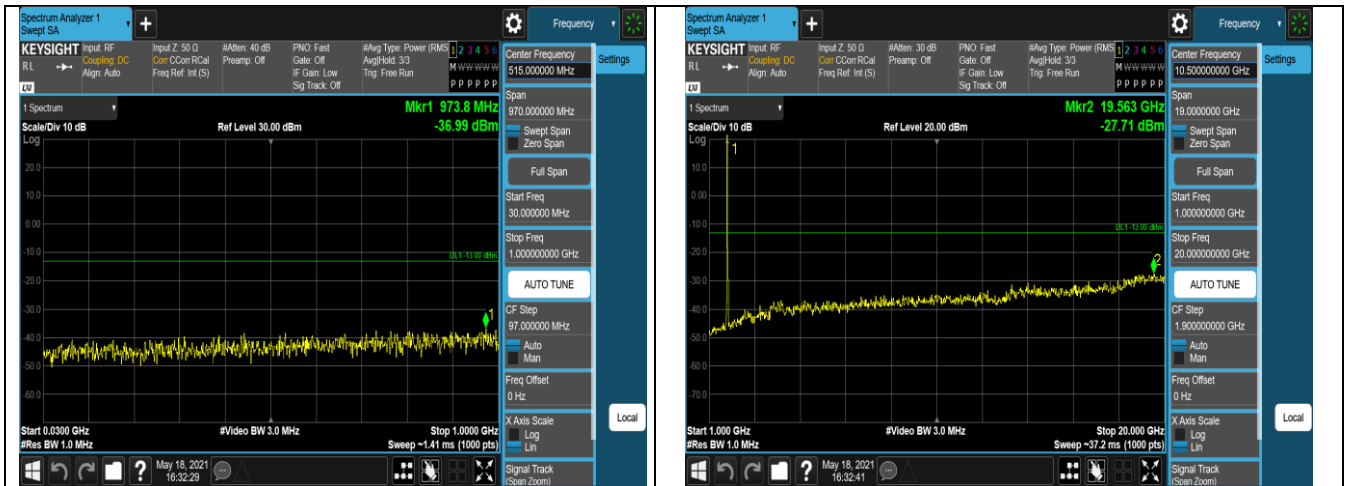 Spectrum Analyzer 1
Swept SA
+
Frequency
KEYSIGHT
RL
LXI
Input: RF
Coupling: DC
Align: Auto
Input Z: 50 Ω
Corr CCorr RCal
Freq Ref: Int (S)
#Atten: 40 dB
Preamp: Off
PNO: Fast
Gate: Off
IF Gain: Low
Sig Track: Off
#Avg Type: Power (RMS
Avg|Hold: 3/3
Trig: Free Run
1 2 3 4 5 6
M W W W W W
P P P P P P
1 Spectrum
Scale/Div 10 dB
Log
Ref Level 30.00 dBm
Mkr1 973.8 MHz
-36.99 dBm
20.0
10.0
0.00
-10.0
DL1 -13.00 dBm
-20.0
-30.0
1
-40.0
-50.0
-60.0
Start 0.0300 GHz
#Res BW 1.0 MHz
#Video BW 3.0 MHz
Stop 1.0000 GHz
Sweep ~1.41 ms (1000 pts)
Center Frequency
515.000000 MHz
Settings
Span
970.000000 MHz
Swept Span
Zero Span
Full Span
Start Freq
30.000000 MHz
Stop Freq
1.000000000 GHz
AUTO TUNE
CF Step
97.000000 MHz
Auto
Man
Freq Offset
0 Hz
X Axis Scale
Log
Lin
Local
Signal Track
(Span Zoom)
?
May 18, 2021
16:32:29
Spectrum Analyzer 1
Swept SA
+
Frequency
KEYSIGHT
RL
LXI
Input: RF
Coupling: DC
Align: Auto
Input Z: 50 Ω
Corr CCorr RCal
Freq Ref: Int (S)
#Atten: 30 dB
Preamp: Off
PNO: Fast
Gate: Off
IF Gain: Low
Sig Track: Off
#Avg Type: Power (RMS
Avg|Hold: 3/3
Trig: Free Run
1 2 3 4 5 6
M W W W W W
P P P P P P
1 Spectrum
Scale/Div 10 dB
Log
Ref Level 20.00 dBm
Mkr2 19.563 GHz
-27.71 dBm
1
10.0
0.00
-10.0
DL1 -13.00 dBm
-20.0
2
-30.0
-40.0
-50.0
-60.0
-70.0
Start 1.000 GHz
#Res BW 1.0 MHz
#Video BW 3.0 MHz
Stop 20.000 GHz
Sweep ~37.2 ms (1000 pts)
Center Frequency
10.500000000 GHz
Settings
Span
19.0000000 GHz
Swept Span
Zero Span
Full Span
Start Freq
1.000000000 GHz
Stop Freq
20.000000000 GHz
AUTO TUNE
CF Step
1.900000000 GHz
Auto
Man
Freq Offset
0 Hz
X Axis Scale
Log
Lin
Local
Signal Track
(Span Zoom)
?
May 18, 2021
16:32:41